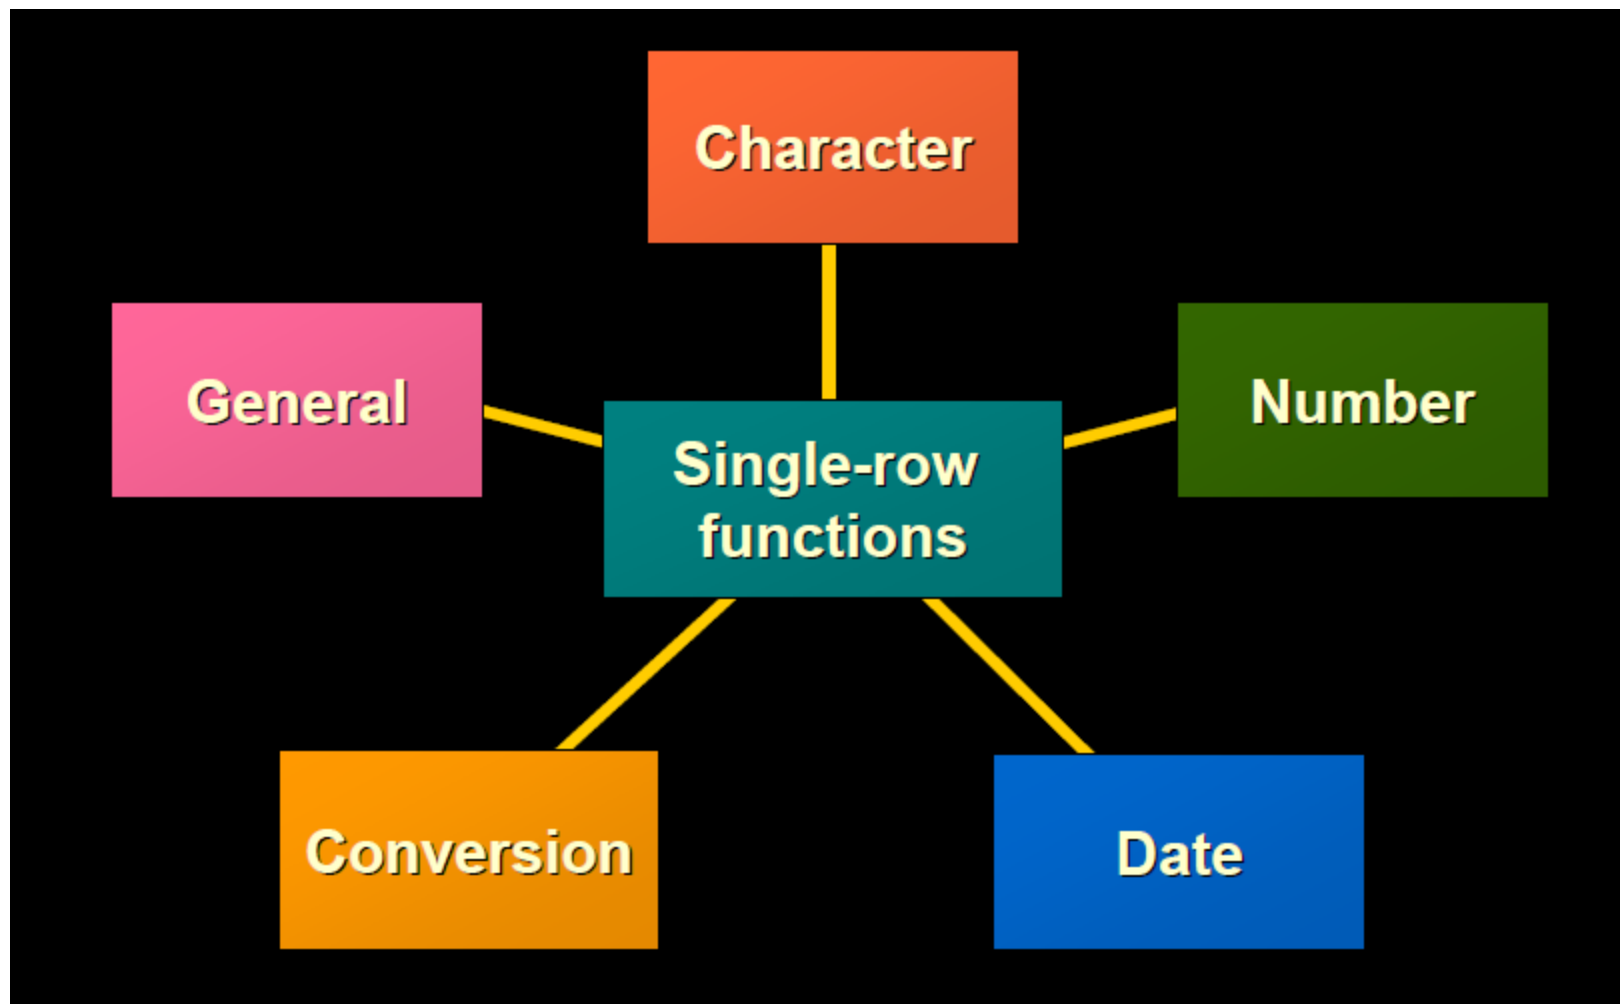 Character
General
Number
Single-row
functions
Conversion
Date